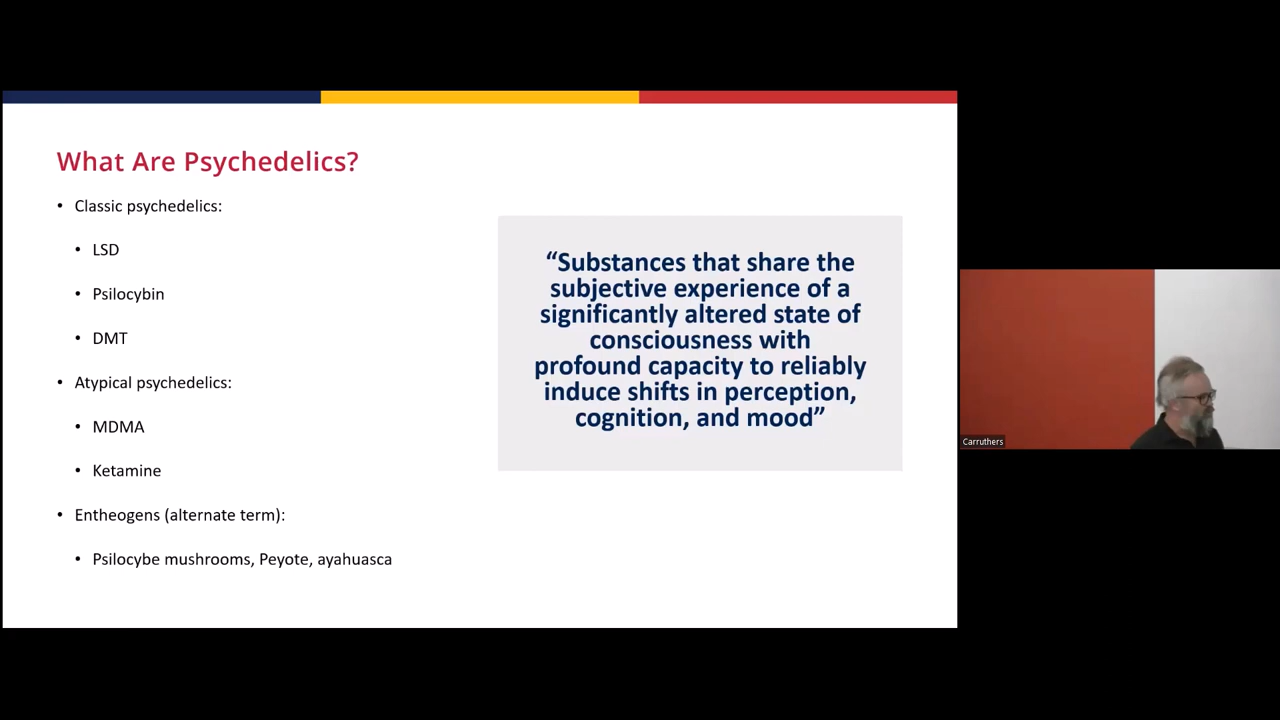 What Are Psychedelics?
• Classic psychedelics:
• LSD
• Psilocybin
• DMT
• Atypical psychedelics:
• MDMA
• Ketamine
• Entheogens (alternate term):
• Psilocybe mushrooms, Peyote, ayahuasca
“Substances that share the
subjective experience of a
significantly altered state of
consciousness with
profound capacity to reliably
induce shifts in perception,
cognition, and mood”
Carruthers